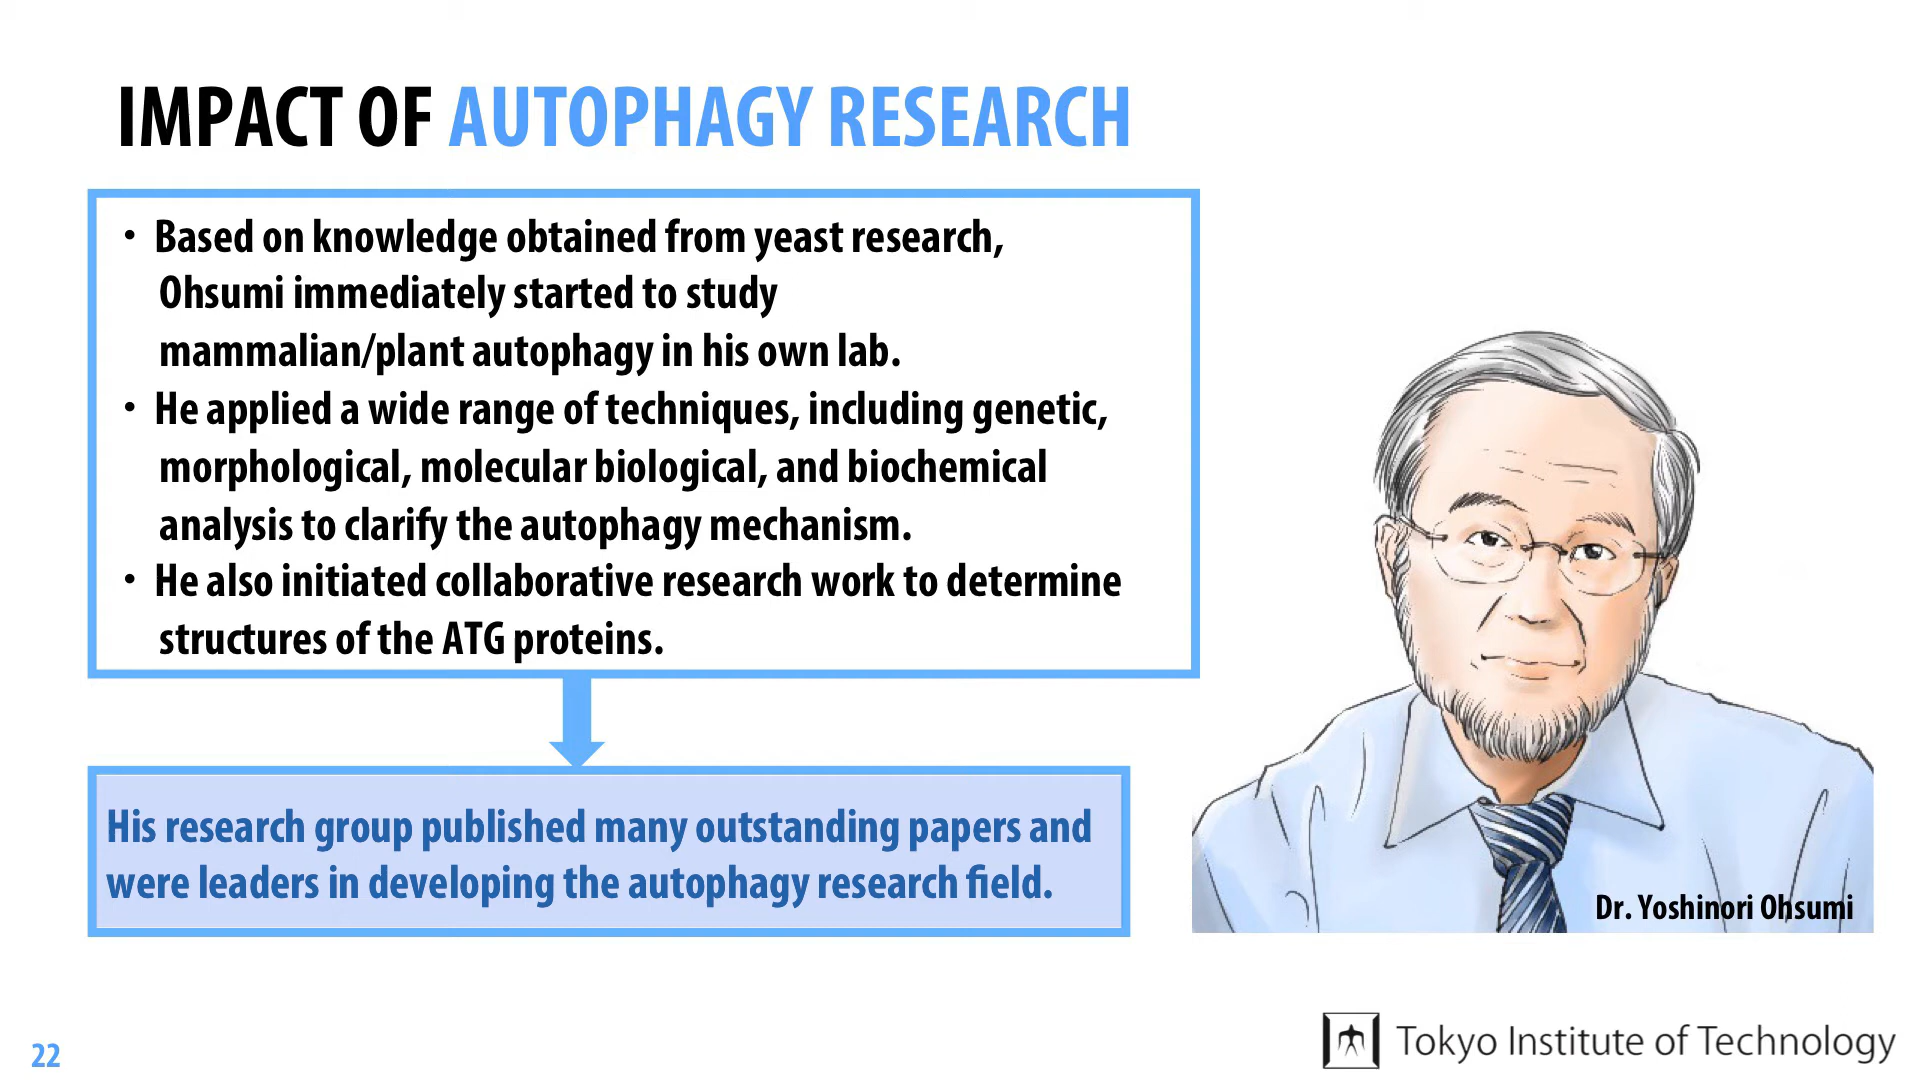 IMPACT OF AUTOPHAGY RESEARCH
・ Based on knowledge obtained from yeast research,
Ohsumi immediately started to study
mammalian/plant autophagy in his own lab.
・ He applied a wide range of techniques, including genetic,
morphological, molecular biological, and biochemical
analysis to clarify the autophagy mechanism.
・ He also initiated collaborative research work to determine
structures of the ATG proteins.
His research group published many outstanding papers and
were leaders in developing the autophagy research field.
Dr. Yoshinori Ohsumi
22
Tokyo Institute of Technology